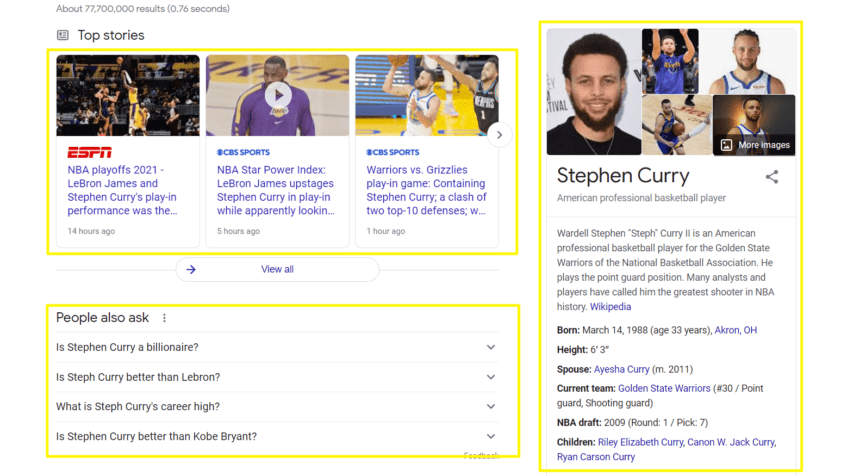 About 77,700,000 results (0.76 seconds)
Top stories
ESPN
NBA playoffs 2021 -
LeBron James and
Stephen Curry's play-in
performance was the...
14 hours ago
CBS SPORTS
NBA Star Power Index:
LeBron James upstages
Stephen Curry in play-in
while apparently lookin...
5 hours ago
CBS SPORTS
Warriors vs. Grizzlies
play-in game: Containing
Stephen Curry; a clash of
two top-10 defenses; w...
1 hour ago
View all
People also ask
Is Stephen Curry a billionaire?
Is Steph Curry better than Lebron?
What is Steph Curry's career high?
Is Stephen Curry better than Kobe Bryant?
Feedback
More images
Stephen Curry
American professional basketball player
Wardell Stephen "Steph" Curry II is an American
professional basketball player for the Golden State
Warriors of the National Basketball Association. He
plays the point guard position. Many analysts and
players have called him the greatest shooter in NBA
history. Wikipedia
Born: March 14, 1988 (age 33 years), Akron, OH
Height: 6′ 3″
Spouse: Ayesha Curry (m. 2011)
Current team: Golden State Warriors (#30 / Point
guard, Shooting guard)
NBA draft: 2009 (Round: 1 / Pick: 7)
Children: Riley Elizabeth Curry, Canon W. Jack Curry,
Ryan Carson Curry